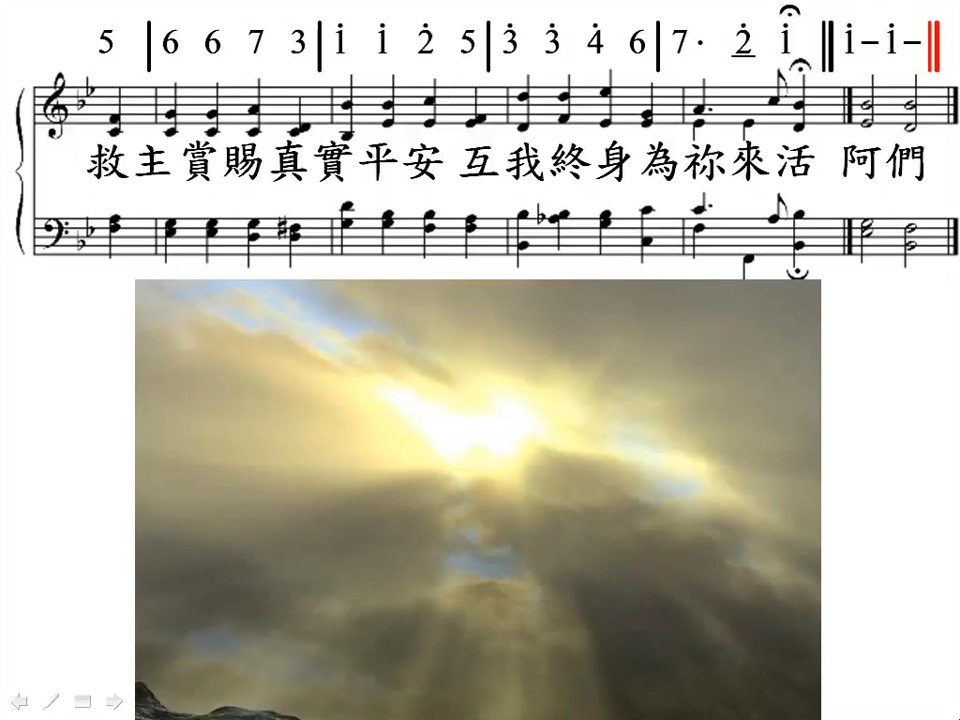 5 | 6 6 7 3 | i i 2̇ 5 | 3̇ 3̇ 4̇ 6 | 7 · 2̇ i ‖ i – i – ‖
救主賞賜真實平安 互我終身為祢來活 阿們